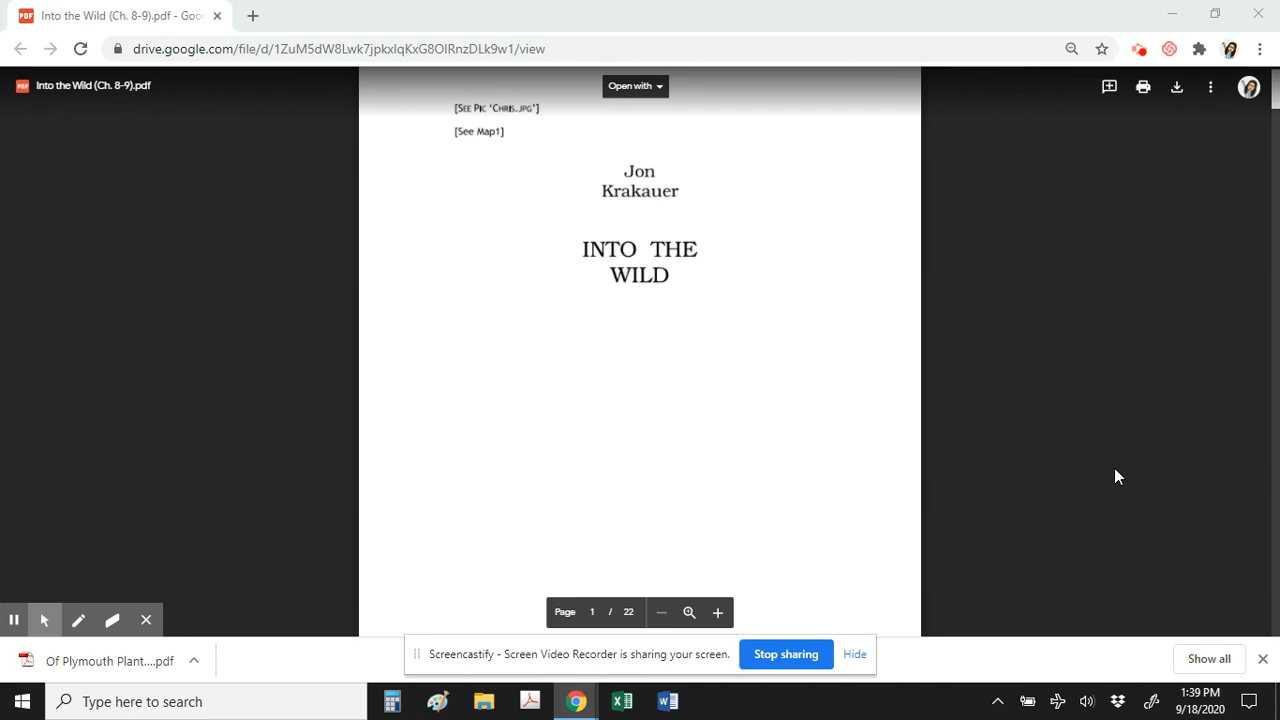 Into the Wild (Ch. 8-9).pdf - Goo
drive.google.com/file/d/1ZuM5dW8Lwk7jpkxlqKxG8OIRnzDLk9w1/view
Into the Wild (Ch. 8-9).pdf
Open with
[SEE PIC 'CHRIS.JPG']
[See Map1]
Jon
Krakauer
INTO THE
WILD
Page 1 / 22
Screencastify - Screen Video Recorder is sharing your screen.
Stop sharing
Hide
Of Plymouth Plant....pdf
Show all
Type here to search
1:39 PM
9/18/2020